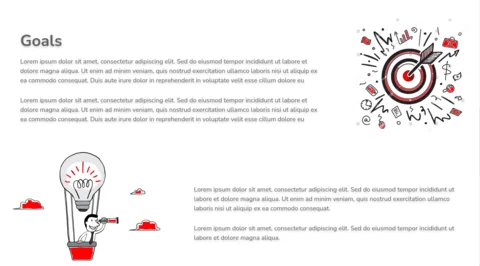 Goals
Lorem ipsum dolor sit amet, consectetur adipiscing elit. Sed do eiusmod tempor incididunt ut labore et
dolore magna aliqua. Ut enim ad minim veniam, quis nostrud exercitation ullamco laboris nisi ut aliquip ex
ea commodo consequat. Duis aute irure dolor in reprehenderit in voluptate velit esse cillum dolore eu
Lorem ipsum dolor sit amet, consectetur adipiscing elit. Sed do eiusmod tempor incididunt ut labore et
dolore magna aliqua. Ut enim ad minim veniam, quis nostrud exercitation ullamco laboris nisi ut aliquip ex
ea commodo consequat. Duis aute irure dolor in reprehenderit in voluptate velit esse cillum dolore eu
Lorem ipsum dolor sit amet, consectetur adipiscing elit. Sed do eiusmod tempor incididunt ut
labore et dolore magna aliqua. Ut enim ad minim veniam, quis nostrud exercitation ullamco
laboris nisi ut aliquip ex ea commodo consequat.
Lorem ipsum dolor sit amet, consectetur adipiscing elit. Sed do eiusmod tempor incididunt ut
labore et dolore magna aliqua.